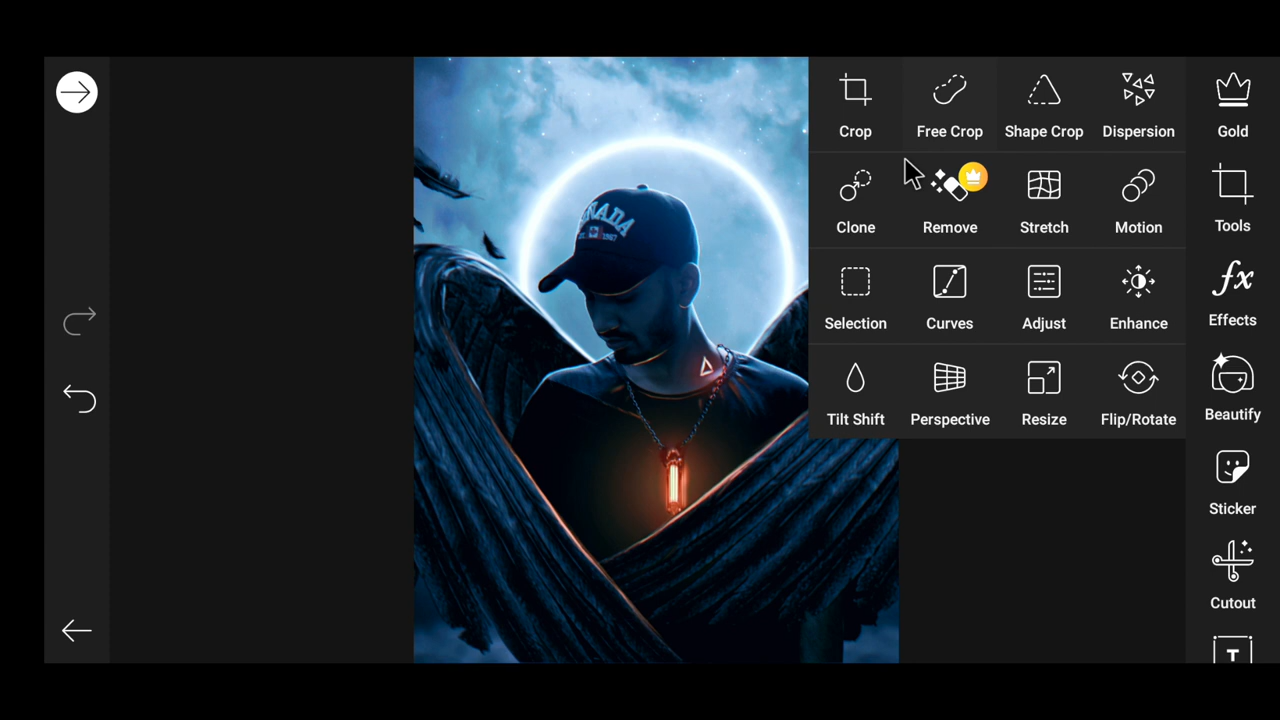 Crop
Free Crop
Shape Crop
Dispersion
Gold
Clone
Remove
Stretch
Motion
Tools
Selection
Curves
Adjust
Enhance
Effects
Tilt Shift
Perspective
Resize
Flip/Rotate
Beautify
Sticker
Cutout
T